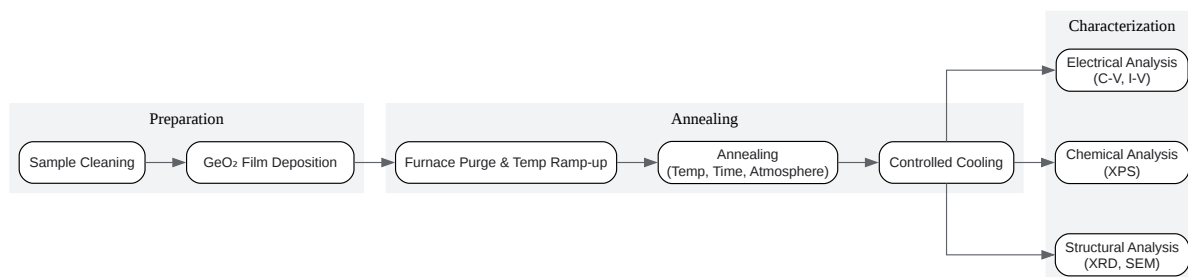 Preparation
Sample Cleaning
GeO₂ Film Deposition
Annealing
Furnace Purge & Temp Ramp-up
Annealing
(Temp, Time, Atmosphere)
Controlled Cooling
Characterization
Electrical Analysis
(C-V, I-V)
Chemical Analysis
(XPS)
Structural Analysis
(XRD, SEM)